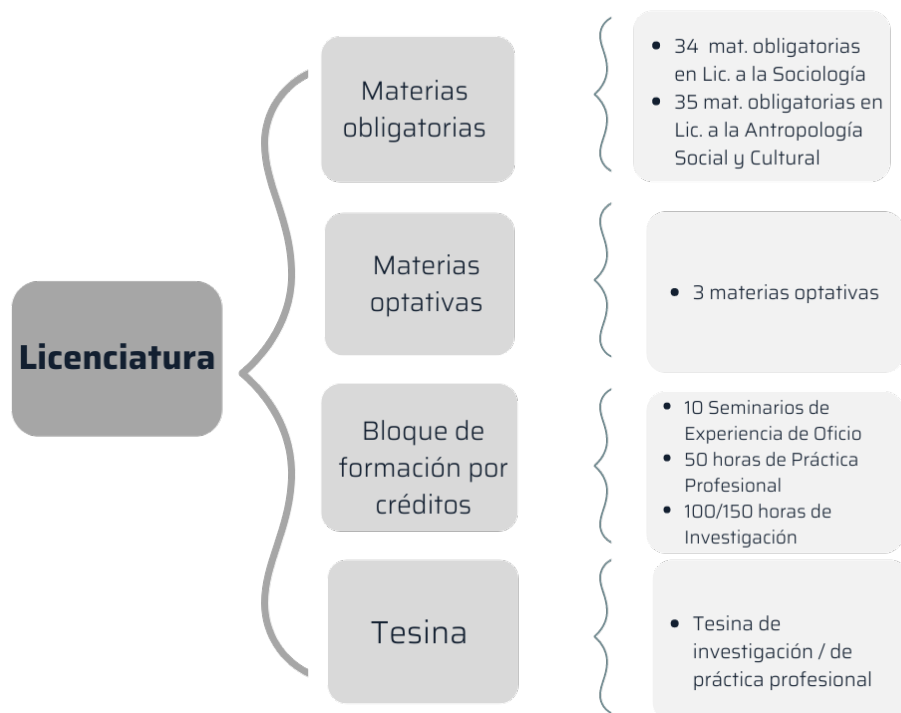 Licenciatura
Materias
obligatorias
34 mat. obligatorias
en Lic. a la Sociología
35 mat. obligatorias en
Lic. a la Antropología
Social y Cultural
Materias
optativas
3 materias optativas
Bloque de
formación por
créditos
10 Seminarios de
Experiencia de Oficio
50 horas de Práctica
Profesional
100/150 horas de
Investigación
Tesina
Tesina de
investigación / de
práctica profesional